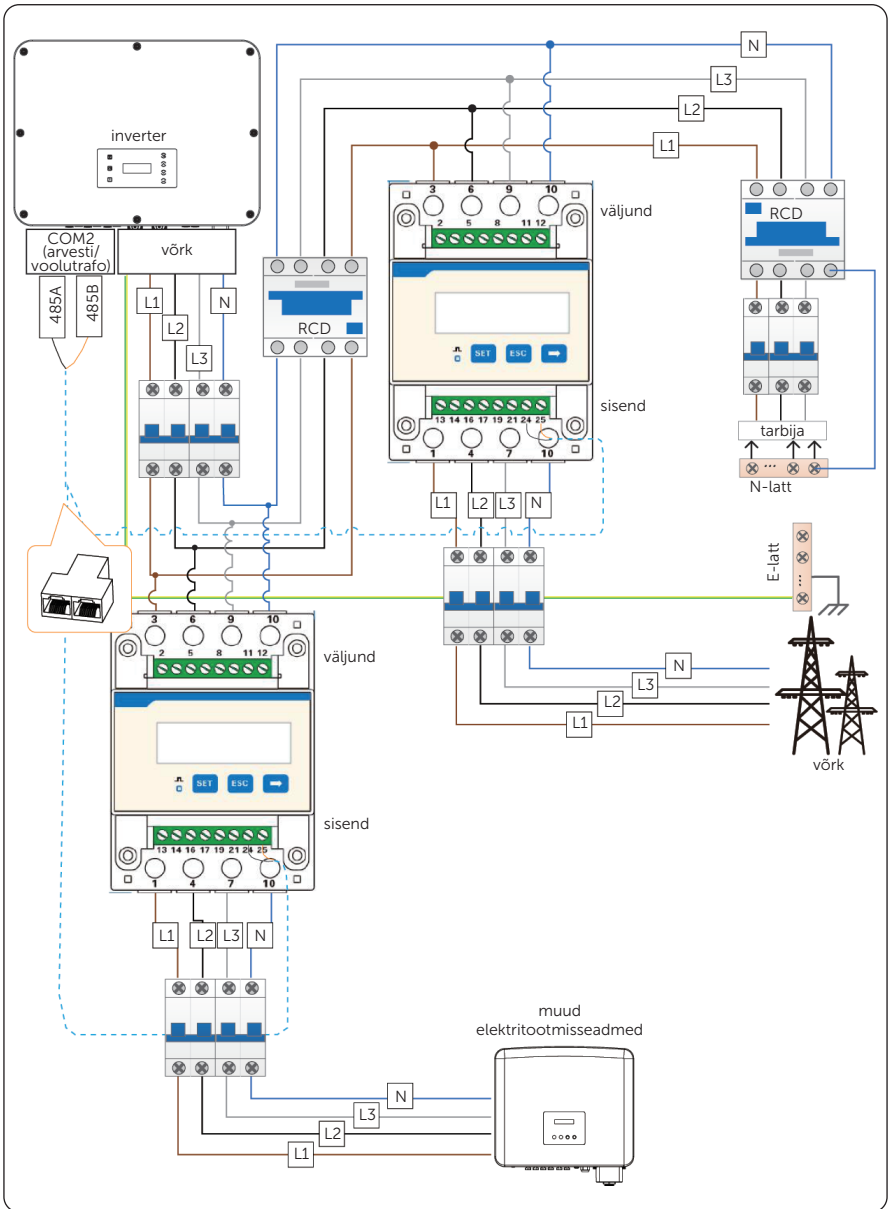 N
L3
L2
L1
inverter
3 6 9 10
väljund
2 5 8 11 12
RCD
COM2
(arvesti/
voolutrafo)
võrk
485A
485B
L1
L2
L3
N
RCD
SET ESC
sisend
13 14 16 17 19 21 24 25
1 4 7 10
tarbija
N-latt
L1 L2 L3 N
E-latt
3 6 9 10
väljund
2 5 8 11 12
N
L3
L2
L1
võrk
SET ESC
sisend
13 14 16 17 19 21 24 25
1 4 7 10
L1 L2 L3 N
muud
elektritootmisseadmed
N
L3
L2
L1